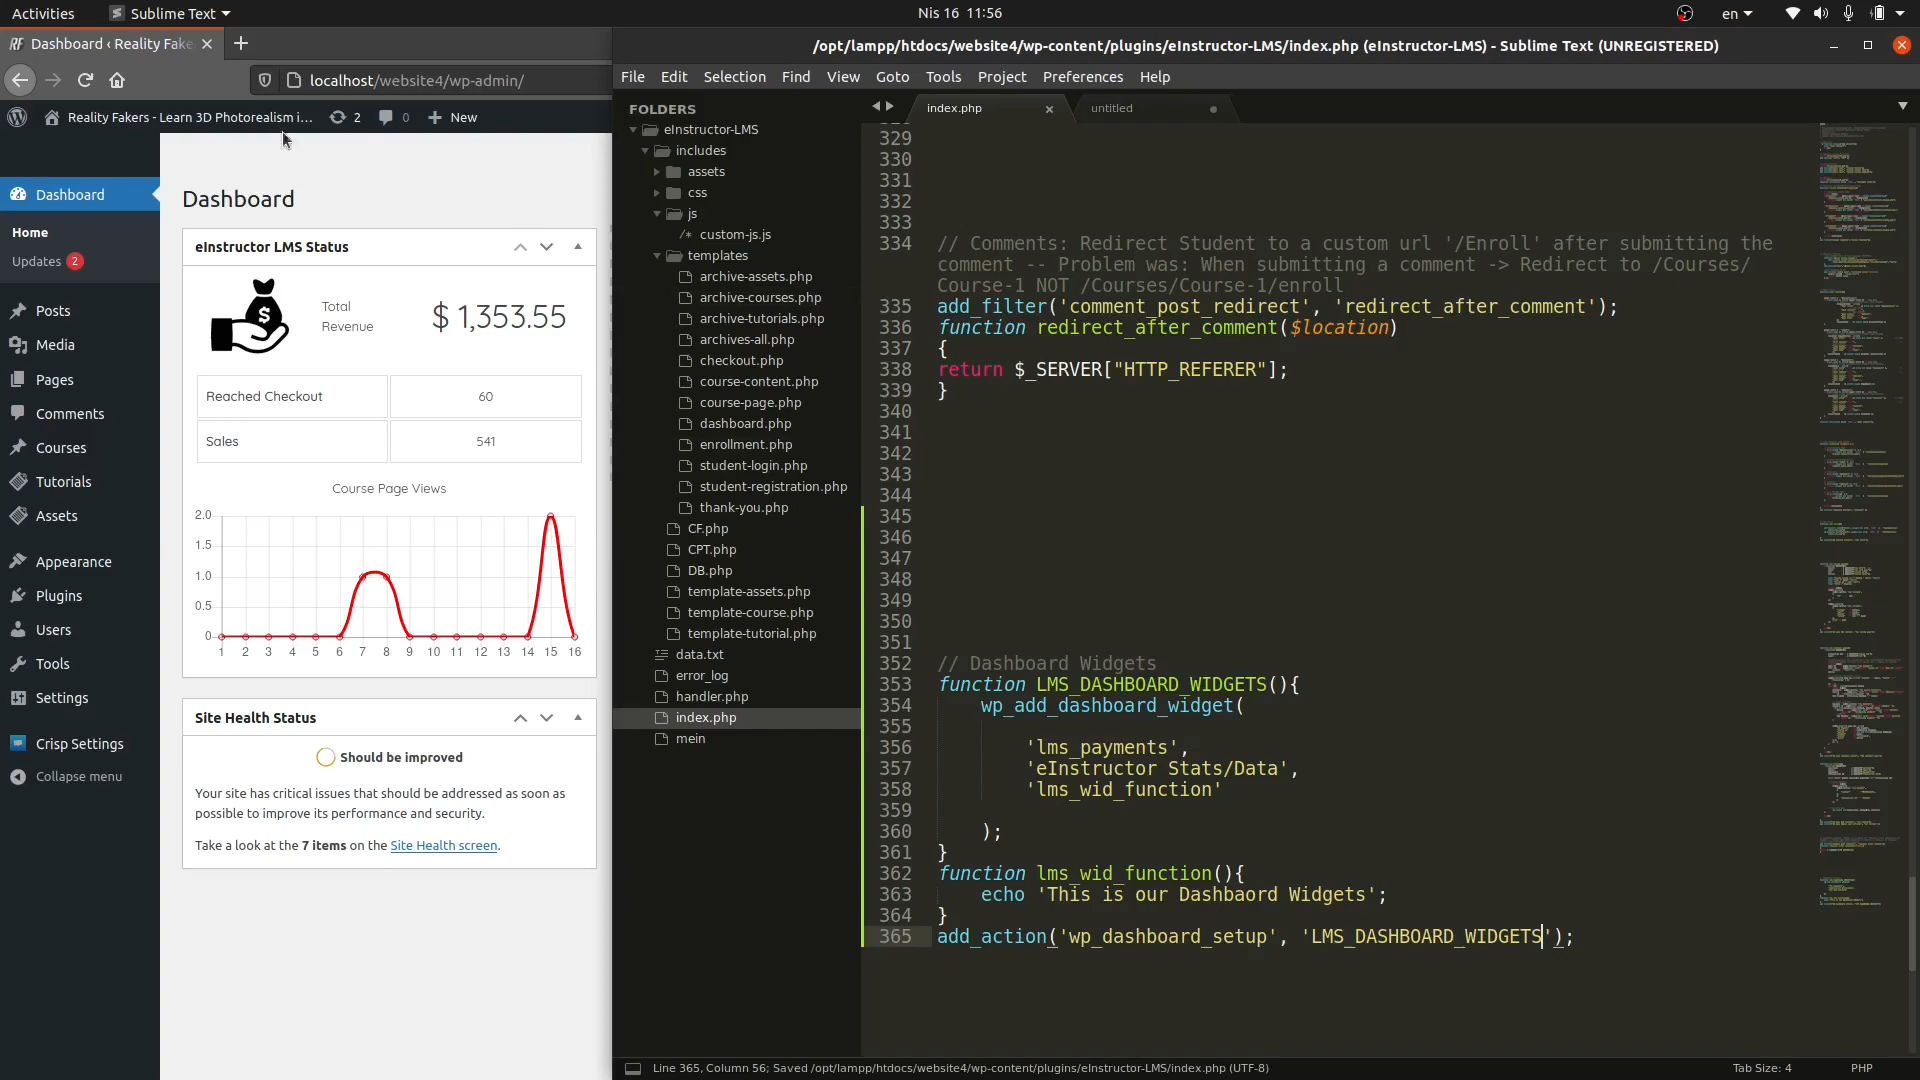 Activities
Sublime Text
Nis 16 11:56
en
Dashboard ‹ Reality Fake
localhost/website4/wp-admin/
Reality Fakers - Learn 3D Photorealism i...
2
0
New
Dashboard
Home
Updates 2
Posts
Media
Pages
Comments
Courses
Tutorials
Assets
Appearance
Plugins
Users
Tools
Settings
Crisp Settings
Collapse menu
Dashboard
eInstructor LMS Status
Total
Revenue
$ 1,353.55
Reached Checkout 60
Sales 541
Course Page Views
2.0
1.5
1.0
0.5
0
1 2 3 4 5 6 7 8 9 10 11 12 13 14 15 16
Site Health Status
Should be improved
Your site has critical issues that should be addressed as soon as
possible to improve its performance and security.
Take a look at the 7 items on the Site Health screen.
/opt/lampp/htdocs/website4/wp-content/plugins/eInstructor-LMS/index.php (eInstructor-LMS) - Sublime Text (UNREGISTERED)
File Edit Selection Find View Goto Tools Project Preferences Help
FOLDERS
eInstructor-LMS
includes
assets
css
js
custom-js.js
templates
archive-assets.php
archive-courses.php
archive-tutorials.php
archives-all.php
checkout.php
course-content.php
course-page.php
dashboard.php
enrollment.php
student-login.php
student-registration.php
thank-you.php
CF.php
CPT.php
DB.php
template-assets.php
template-course.php
template-tutorial.php
data.txt
error_log
handler.php
index.php
mein
index.php
untitled
329
330
331
332
333
334 // Comments: Redirect Student to a custom url '/Enroll' after submitting the
comment -- Problem was: When submitting a comment -> Redirect to /Courses/
Course-1 NOT /Courses/Course-1/enroll
335 add_filter('comment_post_redirect', 'redirect_after_comment');
336 function redirect_after_comment($location)
337 {
338 return $_SERVER["HTTP_REFERER"];
339 }
340
341
342
343
344
345
346
347
348
349
350
351
352 // Dashboard Widgets
353 function LMS_DASHBOARD_WIDGETS(){
354 wp_add_dashboard_widget(
355
356 'lms_payments',
357 'eInstructor Stats/Data',
358 'lms_wid_function'
359
360 );
361 }
362 function lms_wid_function(){
363 echo 'This is our Dashbaord Widgets';
364 }
365 add_action('wp_dashboard_setup', 'LMS_DASHBOARD_WIDGETS');
Line 365, Column 56; Saved /opt/lampp/htdocs/website4/wp-content/plugins/eInstructor-LMS/index.php (UTF-8)
Tab Size: 4
PHP